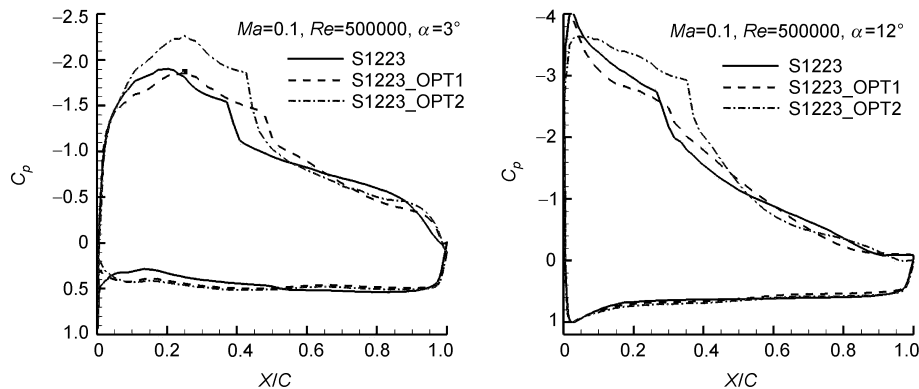 Ma=0.1, Re=500000, α=3°
S1223
S1223_OPT1
S1223_OPT2
–2.5
–2.0
–1.5
–1.0
–0.5
0
0.5
1.0
Cp
0 0.2 0.4 0.6 0.8 1.0
X/C
Ma=0.1, Re=500000, α=12°
S1223
S1223_OPT1
S1223_OPT2
–4
–3
–2
–1
0
1
Cp
0 0.2 0.4 0.6 0.8 1.0
X/C